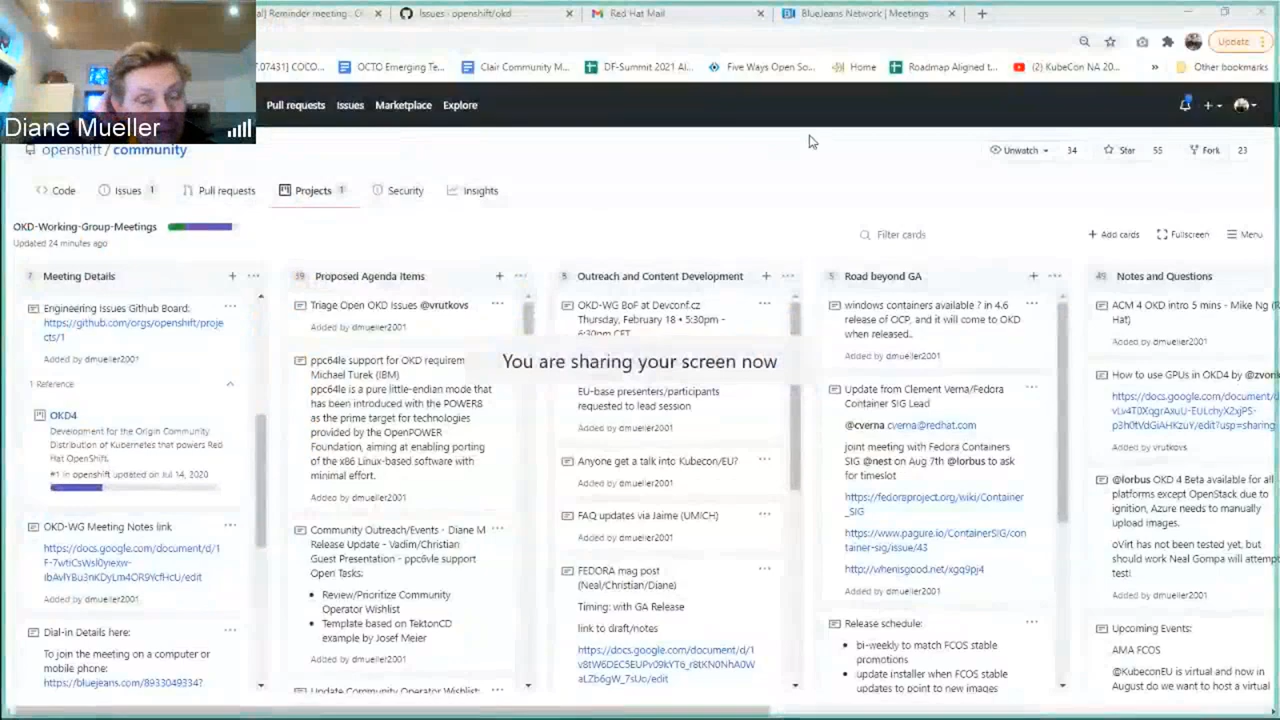 al] Reminder meeting - O
Issues - openshift/okd
Red Hat Mail
BlueJeans Network | Meetings
Update
07431] COCO...
OCTO Emerging Te...
Clair Community M...
DF-Summit 2021 Al...
Five Ways Open So...
Home
Roadmap Aligned t...
(2) KubeCon NA 20...
Other bookmarks
Pull requests
Issues
Marketplace
Explore
Diane Mueller
openshift / community
Unwatch
34
Star
55
Fork
23
Code
Issues 1
Pull requests
Projects 1
Security
Insights
OKD-Working-Group-Meetings
Updated 24 minutes ago
Filter cards
Add cards
Fullscreen
Menu
7 Meeting Details
Engineering Issues Github Board:
https://github.com/orgs/openshift/proje
cts/1
Added by dmueller2001
1 Reference
OKD4
Development for the Origin Community
Distribution of Kubernetes that powers Red
Hat OpenShift.
#1 in openshift updated on Jul 14, 2020
OKD-WG Meeting Notes link
https://docs.google.com/document/d/1
Added by dmueller2001
Dial-in Details here:
To join the meeting on a computer or
mobile phone:
https://bluejeans.com/8933049334?
Proposed Agenda Items
Triage Open OKD Issues @vrutkovs
Added by dmueller2001
ppc64le support for OKD requirem
Michael Turek (IBM)
ppc64le is a pure little-endian mode that
has been introduced with the POWER8
as the prime target for technologies
provided by the OpenPOWER
Foundation, aiming at enabling porting
of the x86 Linux-based software with
minimal effort.
Added by dmueller2001
Community Outreach/Events - Diane M
Release Update - Vadim/Christian
Guest Presentation - ppc6vle support
Open Tasks:
Review/Prioritize Community
Operator Wishlist
Template based on TektonCD
example by Josef Meier
Added by dmueller2001
Update Community Operator Wishlist:
5 Outreach and Content Development
OKD-WG BoF at Devconf.cz
Thursday, February 18 • 5:30pm -
6:30pm CET
You are sharing your screen now
EU-base presenters/participants
requested to lead session
Added by dmueller2001
Anyone get a talk into Kubecon/EU?
Added by dmueller2001
FAQ updates via Jaime (UMICH)
Added by dmueller2001
FEDORA mag post
(Neal/Christian/Diane)
Timing: with GA Release
link to draft/notes
https://docs.google.com/document/d/1
5 Road beyond GA
windows containers available ? in 4.6
release of OCP, and it will come to OKD
when released..
Added by dmueller2001
Update from Clement Verna/Fedora
Container SIG Lead
@cverna cverna@redhat.com
joint meeting with Fedora Containers
SIG @nest on Aug 7th @lorbus to ask
for timeslot
https://fedoraproject.org/wiki/Container
_SIG
https://www.pagure.io/ContainerSIG/con
tainer-sig/issue/43
http://whenisgood.net/xgq9pj4
Added by dmueller2001
Release schedule:
bi-weekly to match FCOS stable
promotions
update installer when FCOS stable
updates to point to new images
49 Notes and Questions
ACM 4 OKD intro 5 mins - Mike Ng (R
Hat)
Added by dmueller2001
How to use GPUs in OKD4 by @zvonk
https://docs.google.com/document/d
Added by vrutkovs
@lorbus OKD 4 Beta available for all
platforms except OpenStack due to
ignition, Azure needs to manually
upload images.
oVirt has not been tested yet, but
should work Neal Gompa will attemp
test!
Added by dmueller2001
Upcoming Events:
AMA FCOS
@KubeconEU is virtual and now in
August do we want to host a virtual